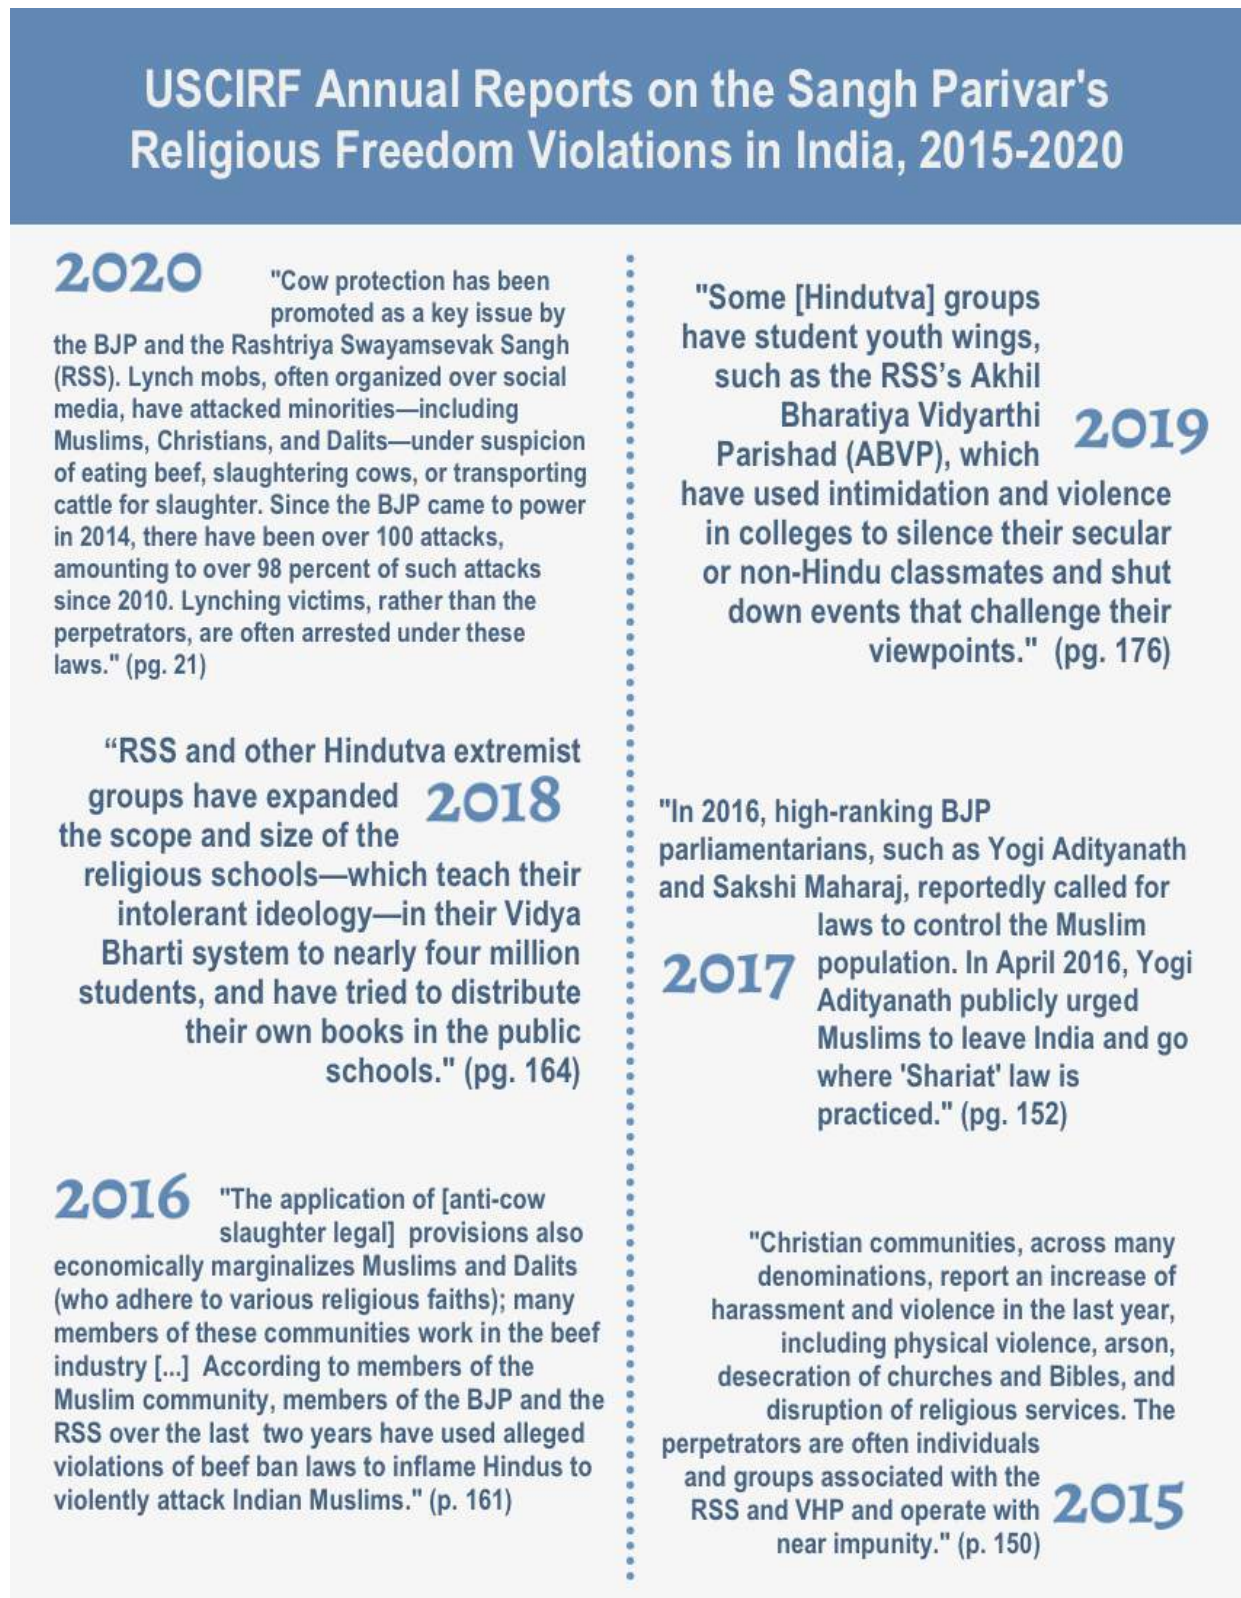 USCIRF Annual Reports on the Sangh Parivar's
Religious Freedom Violations in India, 2015-2020
2020
"Cow protection has been
promoted as a key issue by
the BJP and the Rashtriya Swayamsevak Sangh
(RSS). Lynch mobs, often organized over social
media, have attacked minorities—including
Muslims, Christians, and Dalits—under suspicion
of eating beef, slaughtering cows, or transporting
cattle for slaughter. Since the BJP came to power
in 2014, there have been over 100 attacks,
amounting to over 98 percent of such attacks
since 2010. Lynching victims, rather than the
perpetrators, are often arrested under these
laws." (pg. 21)
"Some [Hindutva] groups
have student youth wings,
such as the RSS’s Akhil
Bharatiya Vidyarthi
2019
Parishad (ABVP), which
have used intimidation and violence
in colleges to silence their secular
or non-Hindu classmates and shut
down events that challenge their
viewpoints." (pg. 176)
“RSS and other Hindutva extremist
groups have expanded
2018
the scope and size of the
religious schools—which teach their
intolerant ideology—in their Vidya
Bharti system to nearly four million
students, and have tried to distribute
their own books in the public
schools." (pg. 164)
"In 2016, high-ranking BJP
parliamentarians, such as Yogi Adityanath
and Sakshi Maharaj, reportedly called for
laws to control the Muslim
2017
population. In April 2016, Yogi
Adityanath publicly urged
Muslims to leave India and go
where 'Shariat' law is
practiced." (pg. 152)
2016
"The application of [anti-cow
slaughter legal] provisions also
economically marginalizes Muslims and Dalits
(who adhere to various religious faiths); many
members of these communities work in the beef
industry [...] According to members of the
Muslim community, members of the BJP and the
RSS over the last two years have used alleged
violations of beef ban laws to inflame Hindus to
violently attack Indian Muslims." (p. 161)
"Christian communities, across many
denominations, report an increase of
harassment and violence in the last year,
including physical violence, arson,
desecration of churches and Bibles, and
disruption of religious services. The
perpetrators are often individuals
and groups associated with the
RSS and VHP and operate with
2015
near impunity." (p. 150)